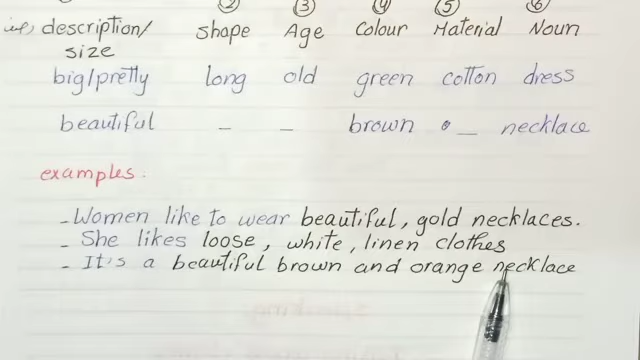 ② ③ ④ ⑤ ⑥
description/ shape Age Colour Material Noun
size
big/pretty long old green cotton dress
beautiful - - brown - necklace
examples:
- Women like to wear beautiful, gold necklaces.
- She likes loose, white, linen clothes
- It's a beautiful brown and orange necklace